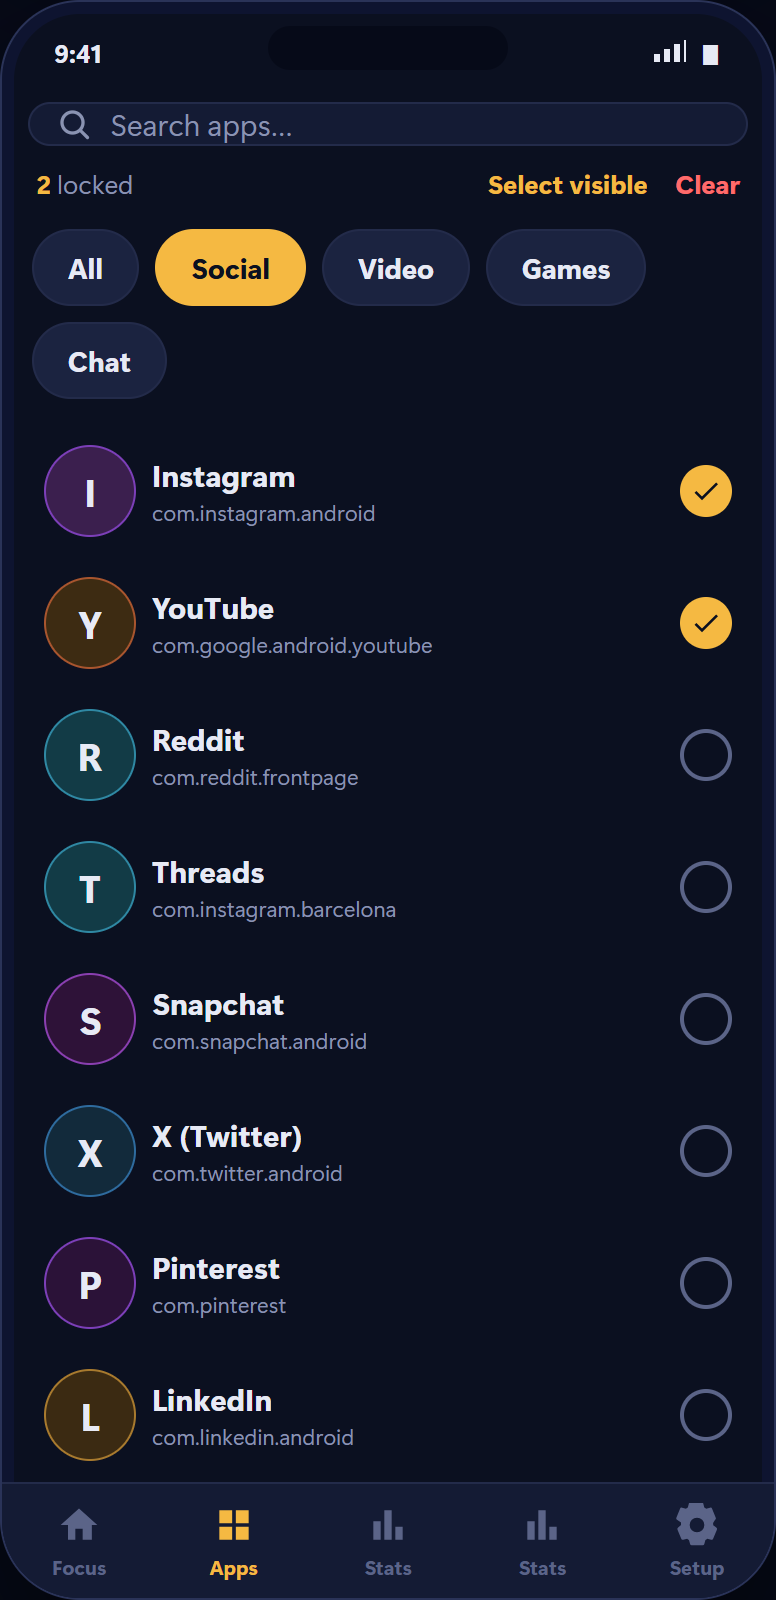 9:41
Search apps...
2 locked Select visible Clear
All Social Video Games
Chat
I
Instagram
com.instagram.android
Y
YouTube
com.google.android.youtube
R
Reddit
com.reddit.frontpage
T
Threads
com.instagram.barcelona
S
Snapchat
com.snapchat.android
X
X (Twitter)
com.twitter.android
P
Pinterest
com.pinterest
L
LinkedIn
com.linkedin.android
Focus Apps Stats Stats Setup